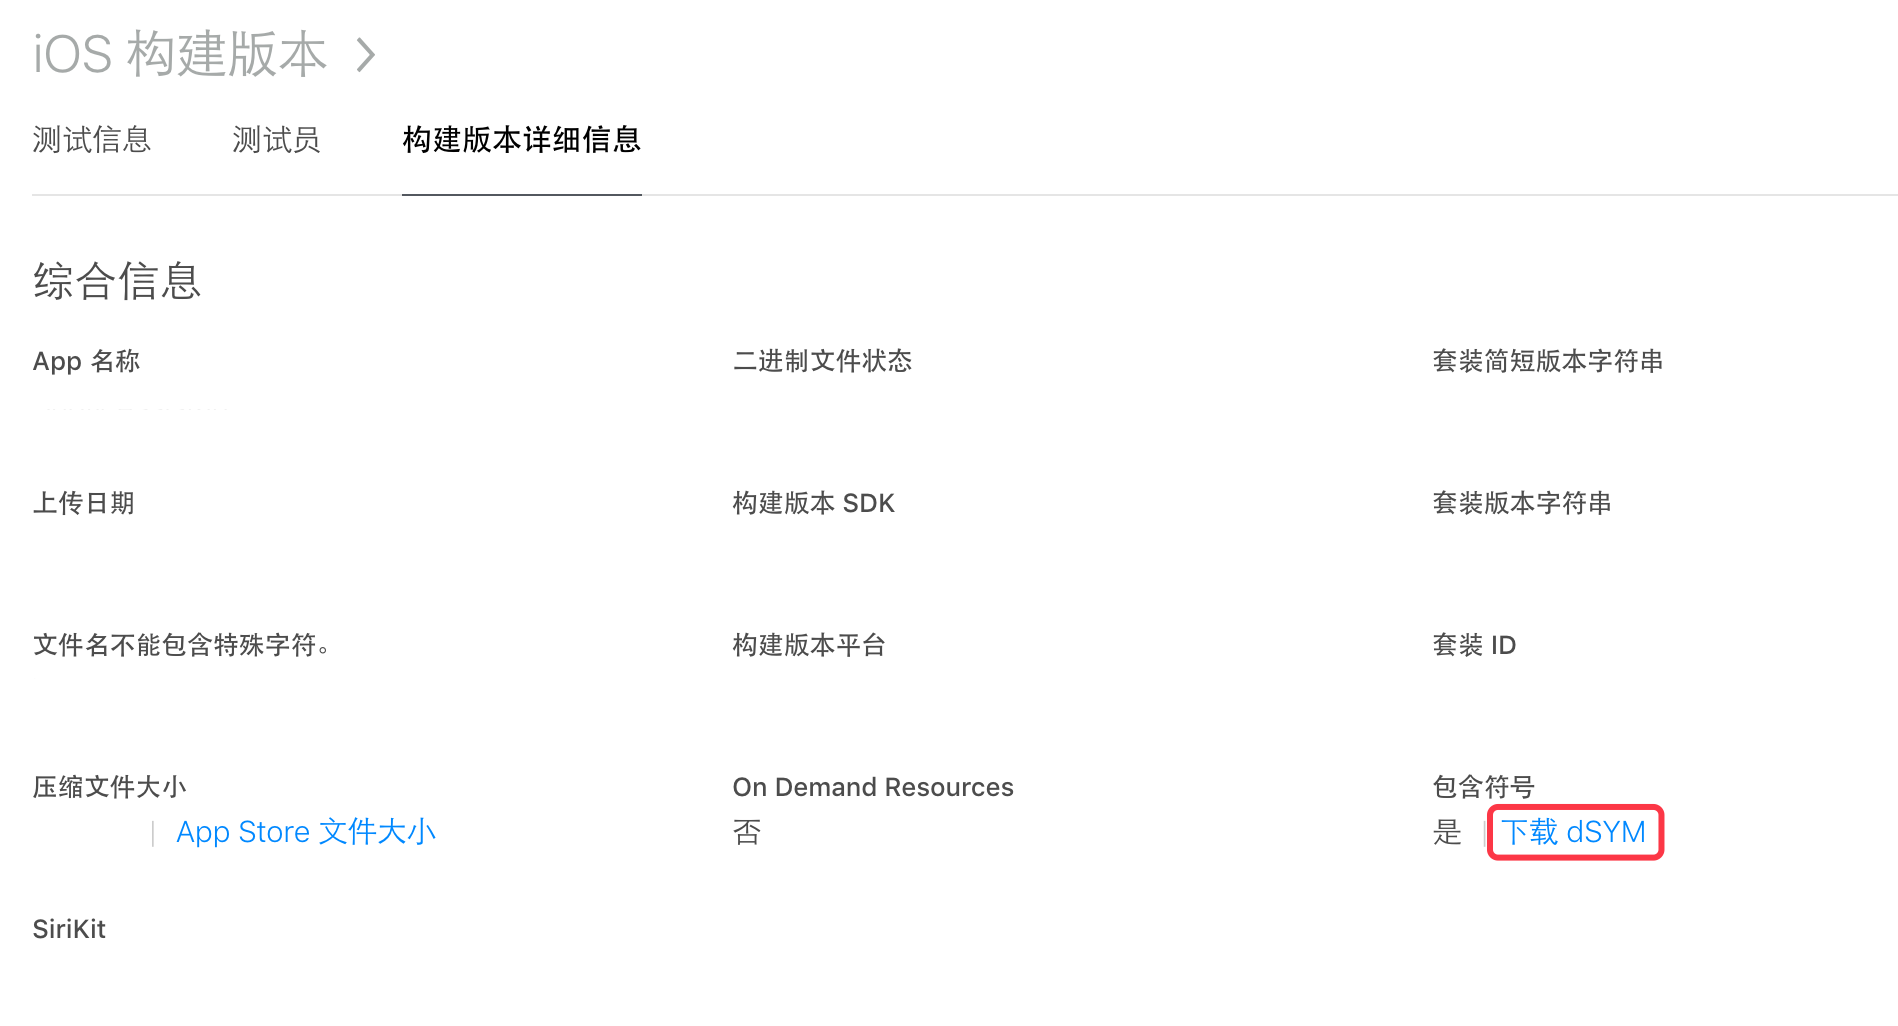 iOS 构建版本
测试信息 测试员 构建版本详细信息
综合信息
App 名称 二进制文件状态 套装简短版本字符串
上传日期 构建版本 SDK 套装版本字符串
文件名不能包含特殊字符。 构建版本平台 套装 ID
压缩文件大小 On Demand Resources 包含符号
App Store 文件大小 否 是 下载 dSYM
SiriKit